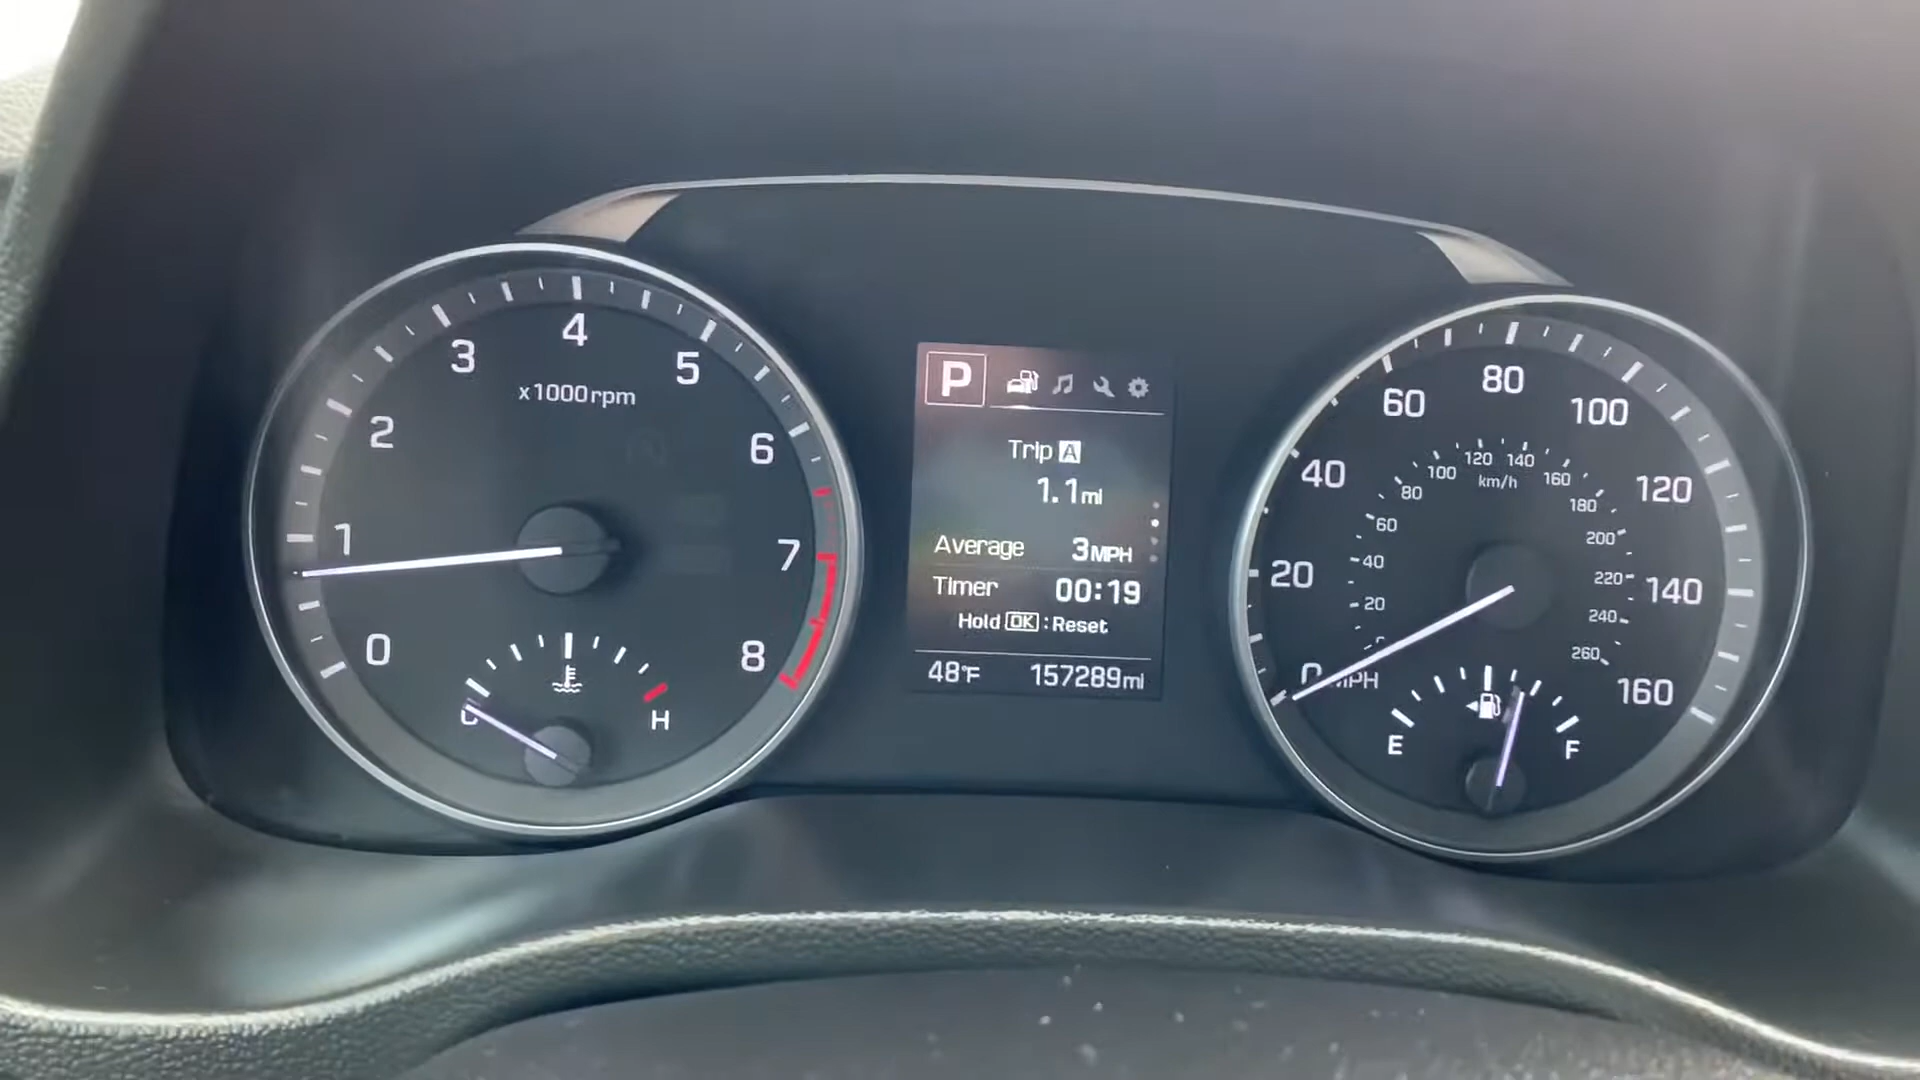 0
1
2
3
4
5
6
7
8
x1000rpm
C
H
P
Trip A
1.1mi
Average 3MPH
Timer 00:19
Hold OK : Reset
48°F 157289mi
0
MPH
20
40
60
80
100
120
140
160
20
40
60
80
100
120
140
160
180
200
220
240
260
km/h
E
F